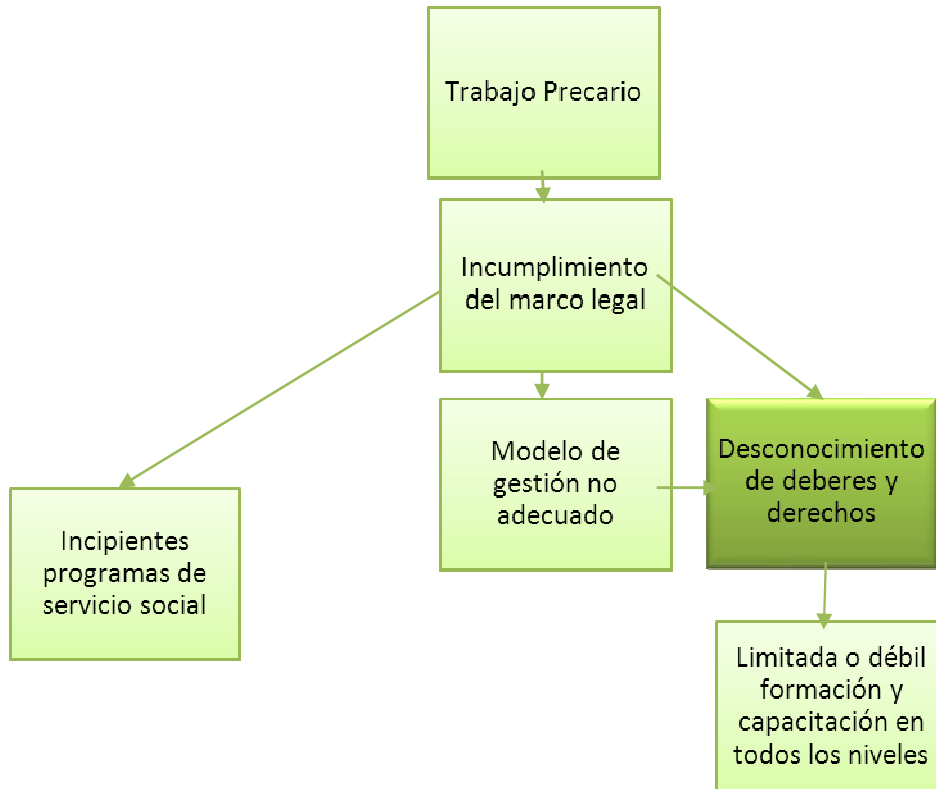 Trabajo Precario
Incumplimiento
del marco legal
Modelo de
gestión no
adecuado
Desconocimiento
de deberes y
derechos
Incipientes
programas de
servicio social
Limitada o débil
formación y
capacitación en
todos los niveles